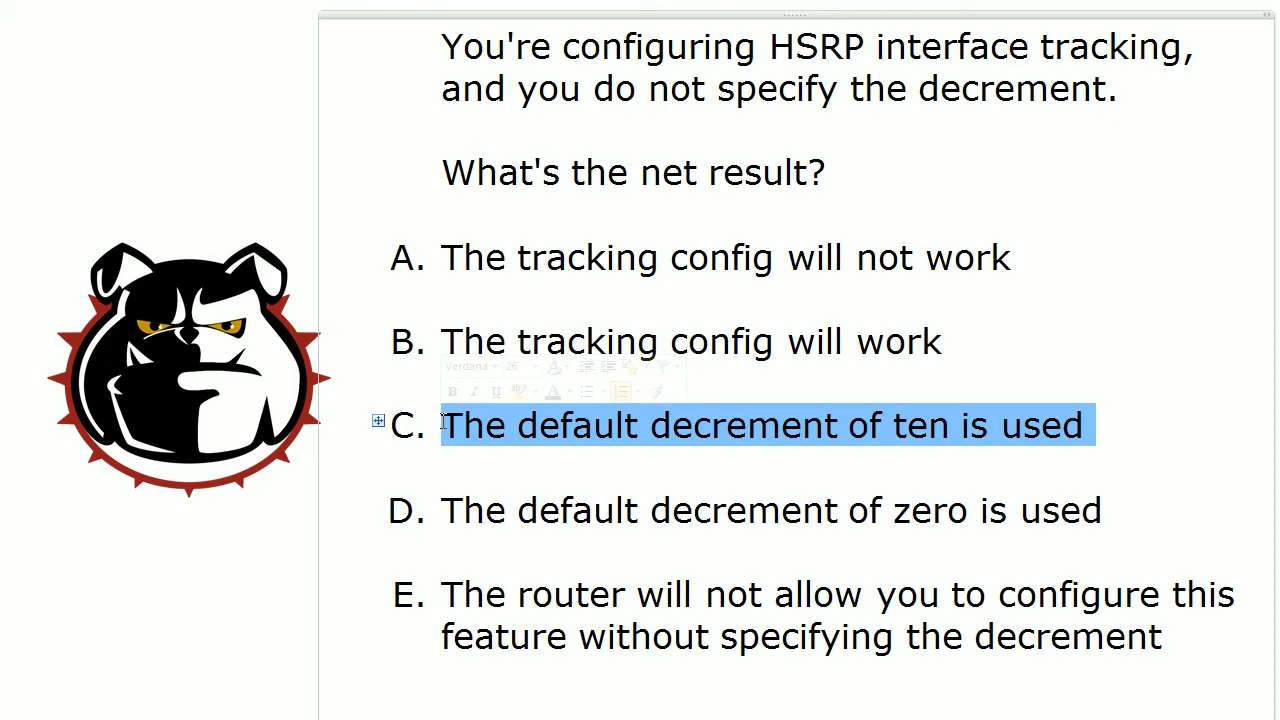 You're configuring HSRP interface tracking,
and you do not specify the decrement.
What's the net result?
A. The tracking config will not work
B. The tracking config will work
Verdana 26
B I U
C. The default decrement of ten is used
D. The default decrement of zero is used
E. The router will not allow you to configure this
feature without specifying the decrement